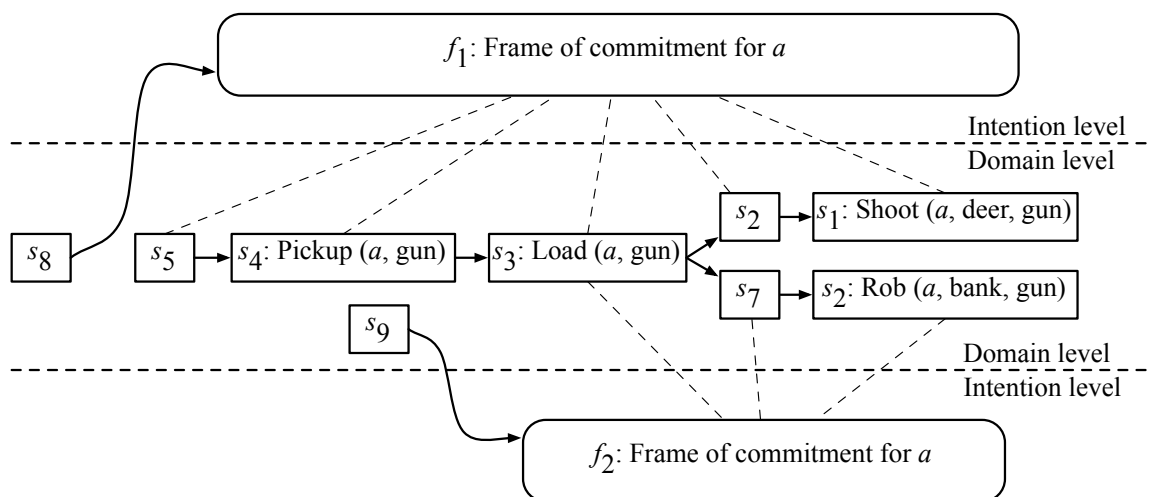 f1: Frame of commitment for a
Intention level
Domain level
s2
s1: Shoot (a, deer, gun)
s8
s5
s4: Pickup (a, gun)
s3: Load (a, gun)
s7
s2: Rob (a, bank, gun)
s9
Domain level
Intention level
f2: Frame of commitment for a